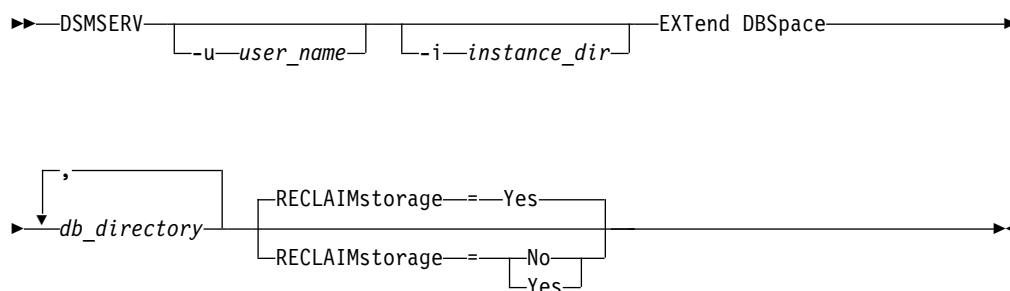 DSMSERV EXTend DBSpace
-u user_name -i instance_dir
,
RECLAIMstorage = Yes
db_directory
RECLAIMstorage = No
Yes